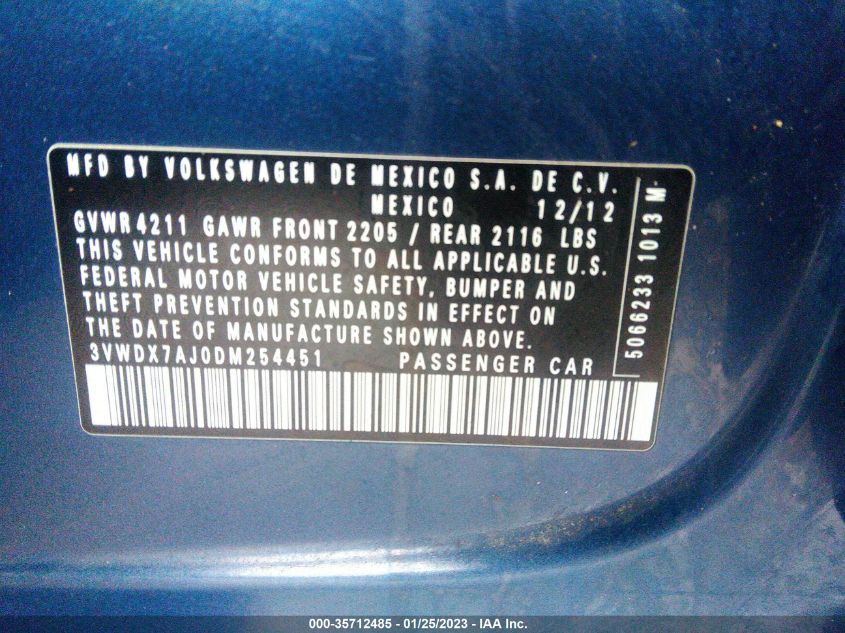 MFD BY VOLKSWAGEN DE MEXICO S.A. DE C.V.
MEXICO 12/12
GVWR 4211 GAWR FRONT 2205 / REAR 2116 LBS
THIS VEHICLE CONFORMS TO ALL APPLICABLE U.S.
FEDERAL MOTOR VEHICLE SAFETY, BUMPER AND
THEFT PREVENTION STANDARDS IN EFFECT ON
THE DATE OF MANUFACTURE SHOWN ABOVE.
3VWDX7AJ0DM254451 PASSENGER CAR
5066233 1013 M
000-35712485 - 01/25/2023 - IAA Inc.